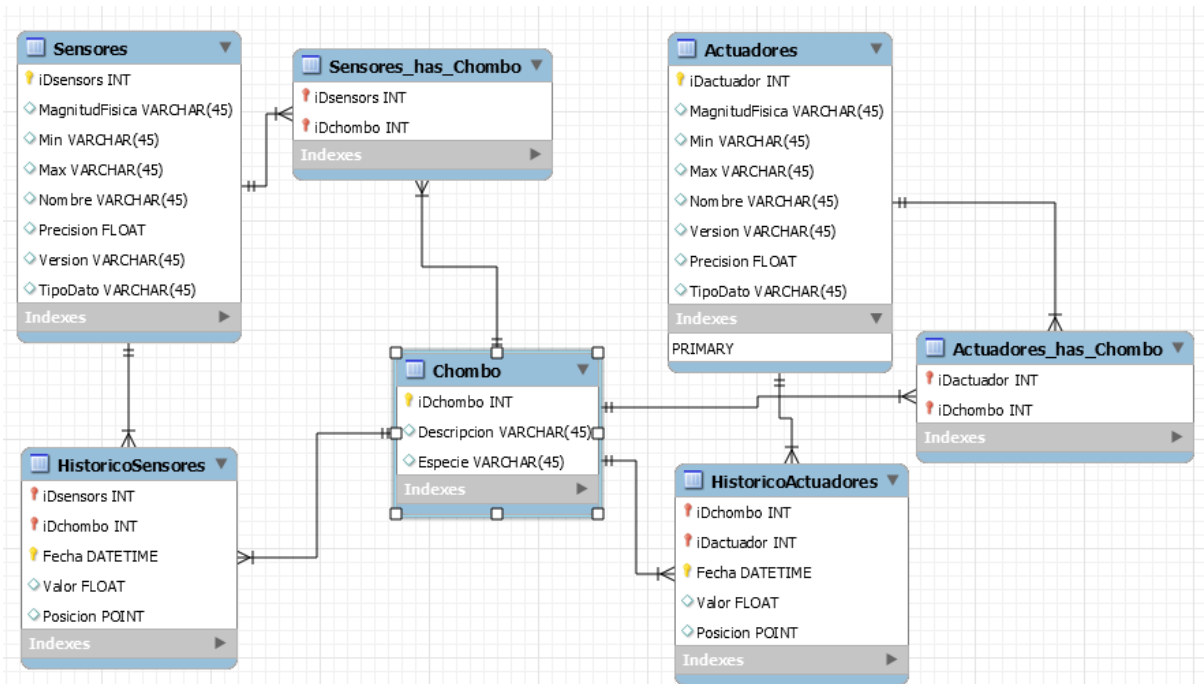 Sensores
iDsensors INT
MagnitudFisica VARCHAR(45)
Min VARCHAR(45)
Max VARCHAR(45)
Nombre VARCHAR(45)
Precision FLOAT
Version VARCHAR(45)
TipoDato VARCHAR(45)
Indexes
Sensores_has_Chombo
iDsensors INT
iDchombo INT
Indexes
Actuadores
iDactuador INT
MagnitudFisica VARCHAR(45)
Min VARCHAR(45)
Max VARCHAR(45)
Nombre VARCHAR(45)
Version VARCHAR(45)
Precision FLOAT
TipoDato VARCHAR(45)
Indexes
PRIMARY
Actuadores_has_Chombo
iDactuador INT
iDchombo INT
Indexes
Chombo
iDchombo INT
Descripcion VARCHAR(45)
Especie VARCHAR(45)
Indexes
HistoricoSensores
iDsensors INT
iDchombo INT
Fecha DATETIME
Valor FLOAT
Posicion POINT
Indexes
HistoricoActuadores
iDchombo INT
iDactuador INT
Fecha DATETIME
Valor FLOAT
Posicion POINT
Indexes